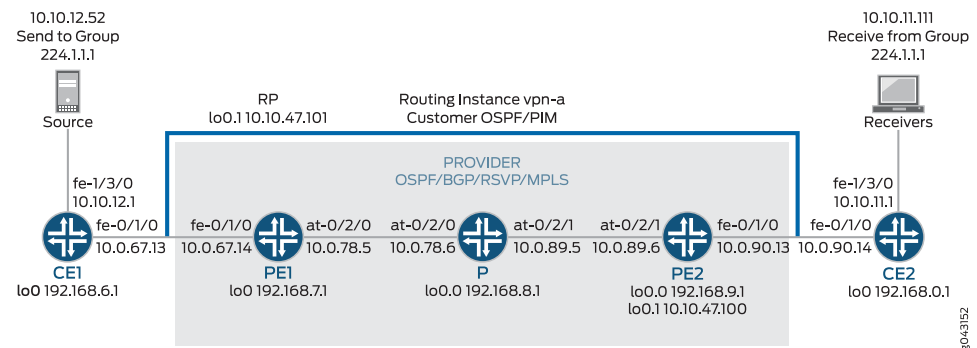 10.10.12.52
Send to Group
224.1.1.1
Source
10.10.11.111
Receive from Group
224.1.1.1
Receivers
RP
lo0.1 10.10.47.101
Routing Instance vpn-a
Customer OSPF/PIM
PROVIDER
OSPF/BGP/RSVP/MPLS
fe-1/3/0
10.10.12.1
fe-1/3/0
10.10.11.1
fe-0/1/0
10.0.67.13
fe-0/1/0
10.0.67.14
at-0/2/0
10.0.78.5
at-0/2/0
10.0.78.6
at-0/2/1
10.0.89.5
at-0/2/1
10.0.89.6
fe-0/1/0
10.0.90.13
fe-0/1/0
10.0.90.14
CE1
lo0 192.168.6.1
PE1
lo0 192.168.7.1
P
lo0.0 192.168.8.1
PE2
lo0.0 192.168.9.1
lo0.1 10.10.47.100
CE2
lo0 192.168.0.1
g043152